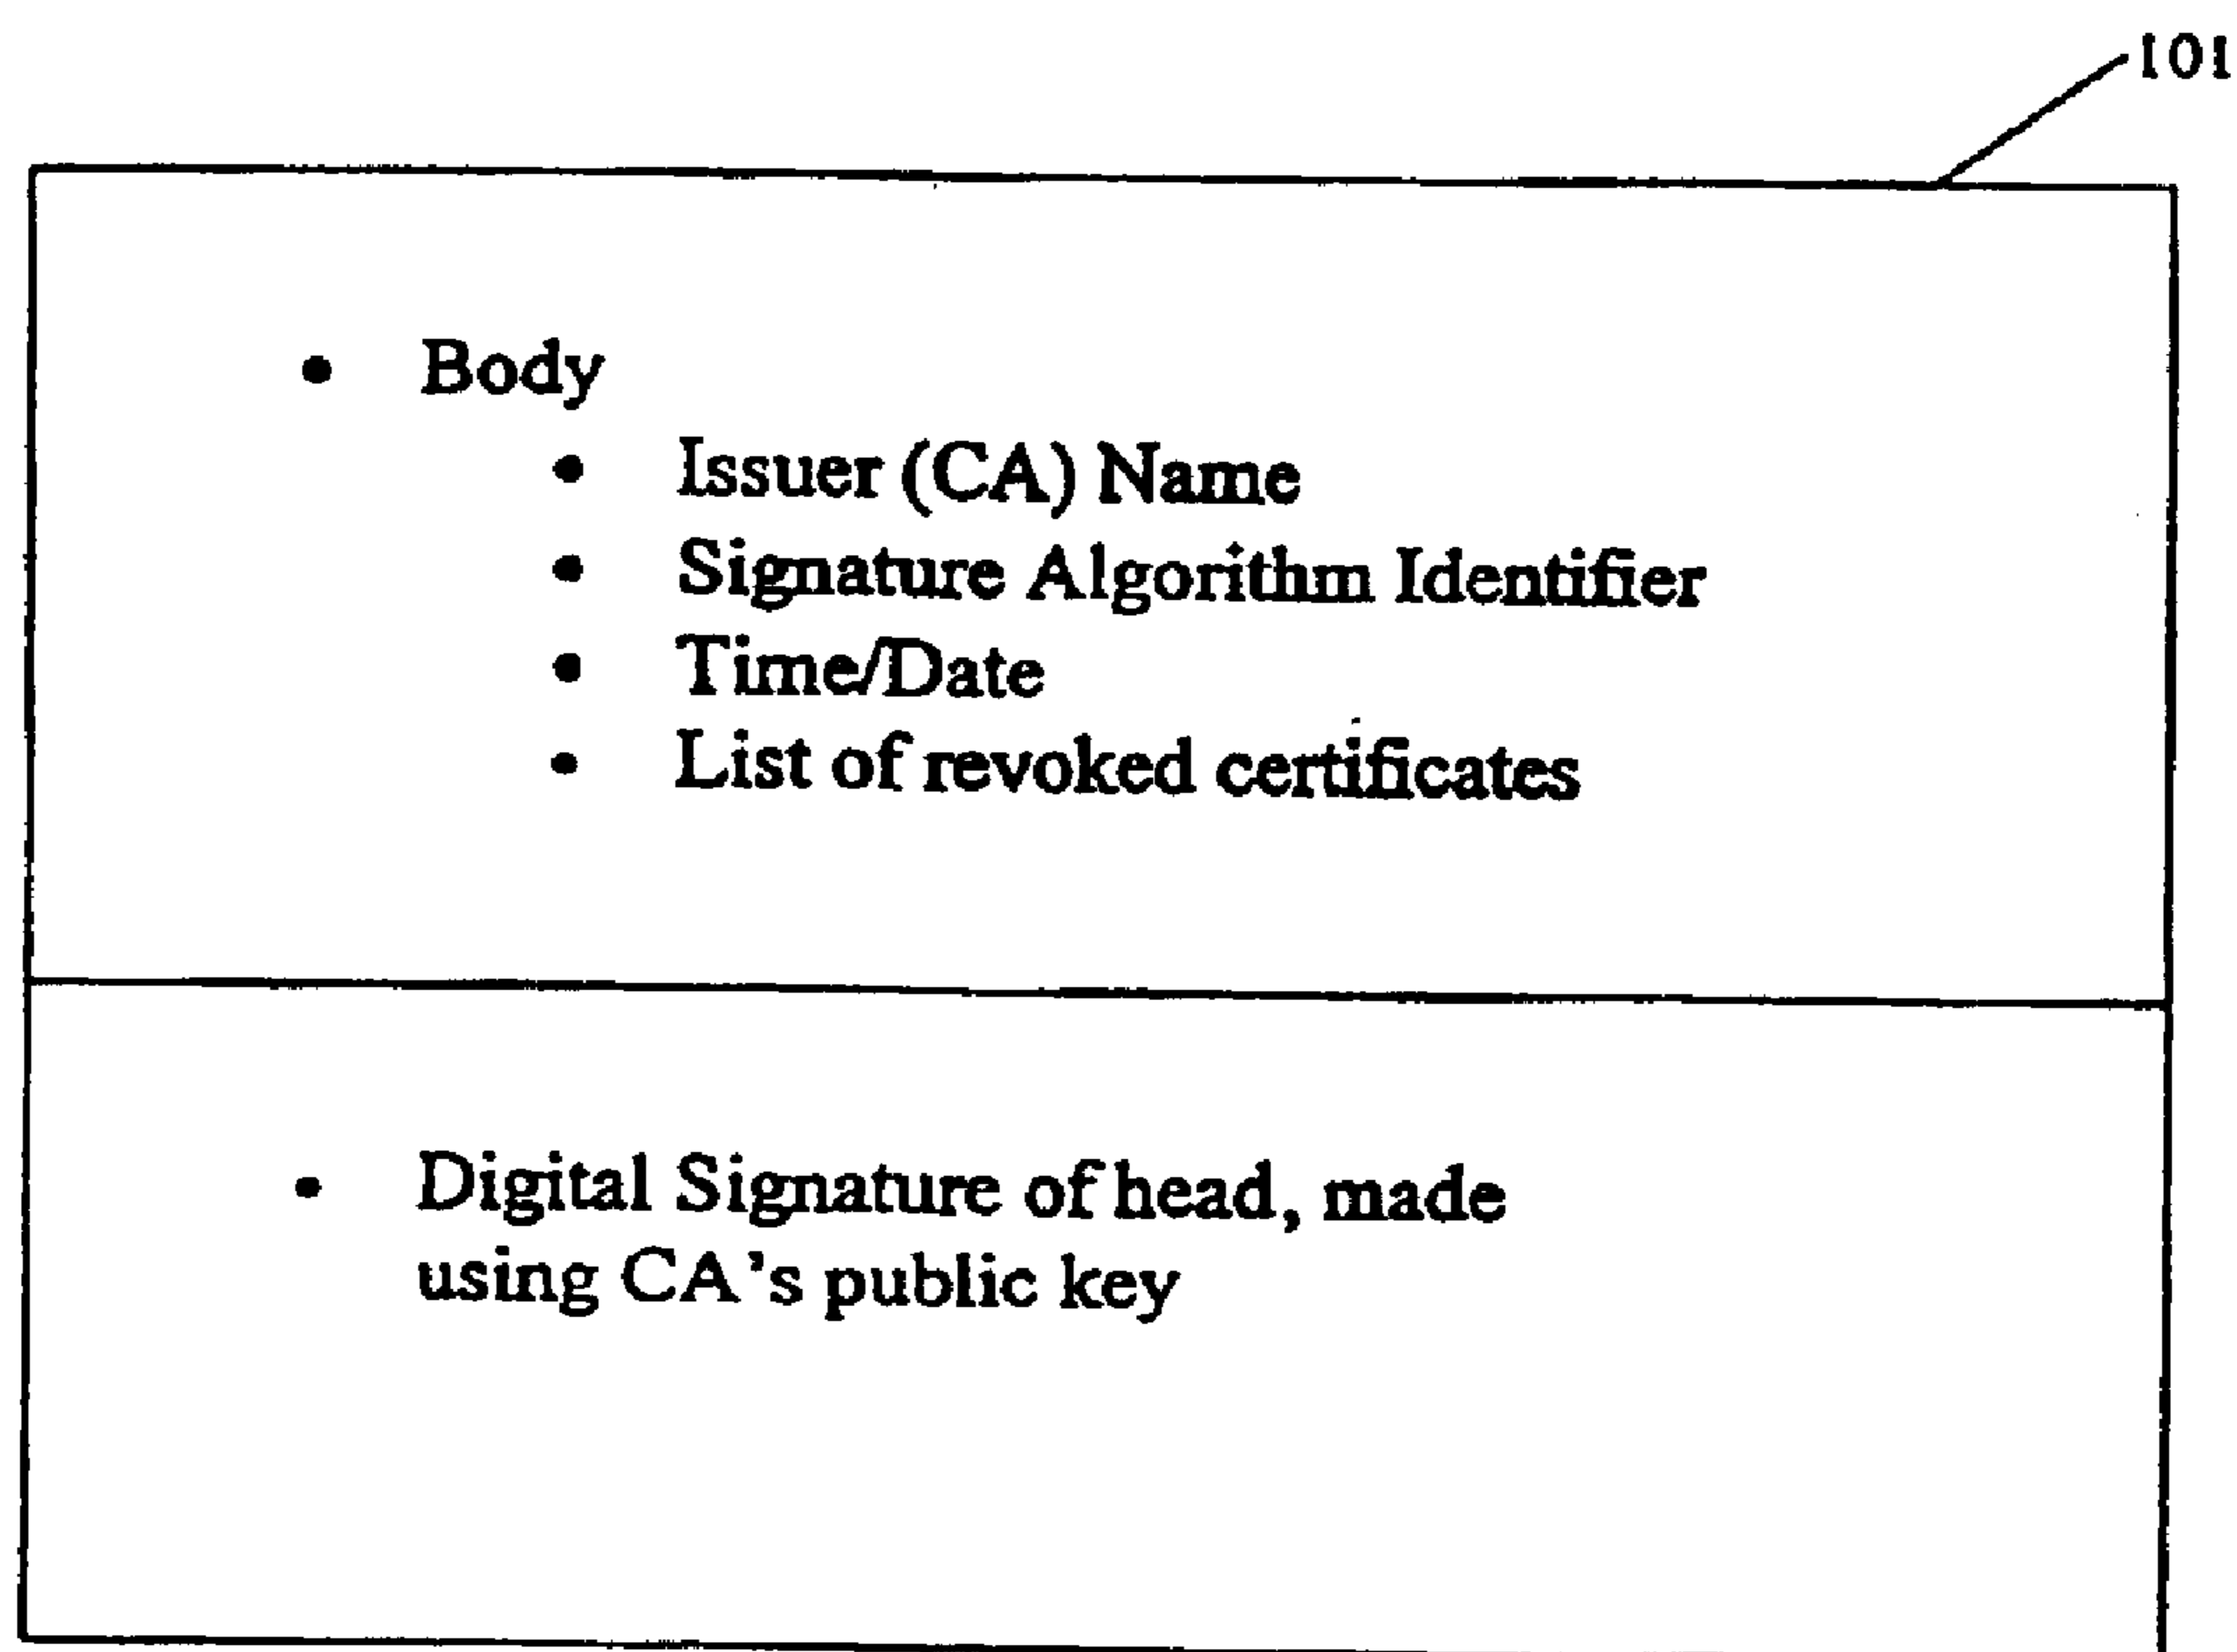 101
• Body
• Issuer (CA) Name
• Signature Algorithm Identifier
• Time/Date
• List of revoked certificates
• Digital Signature of head, made
using CA's public key